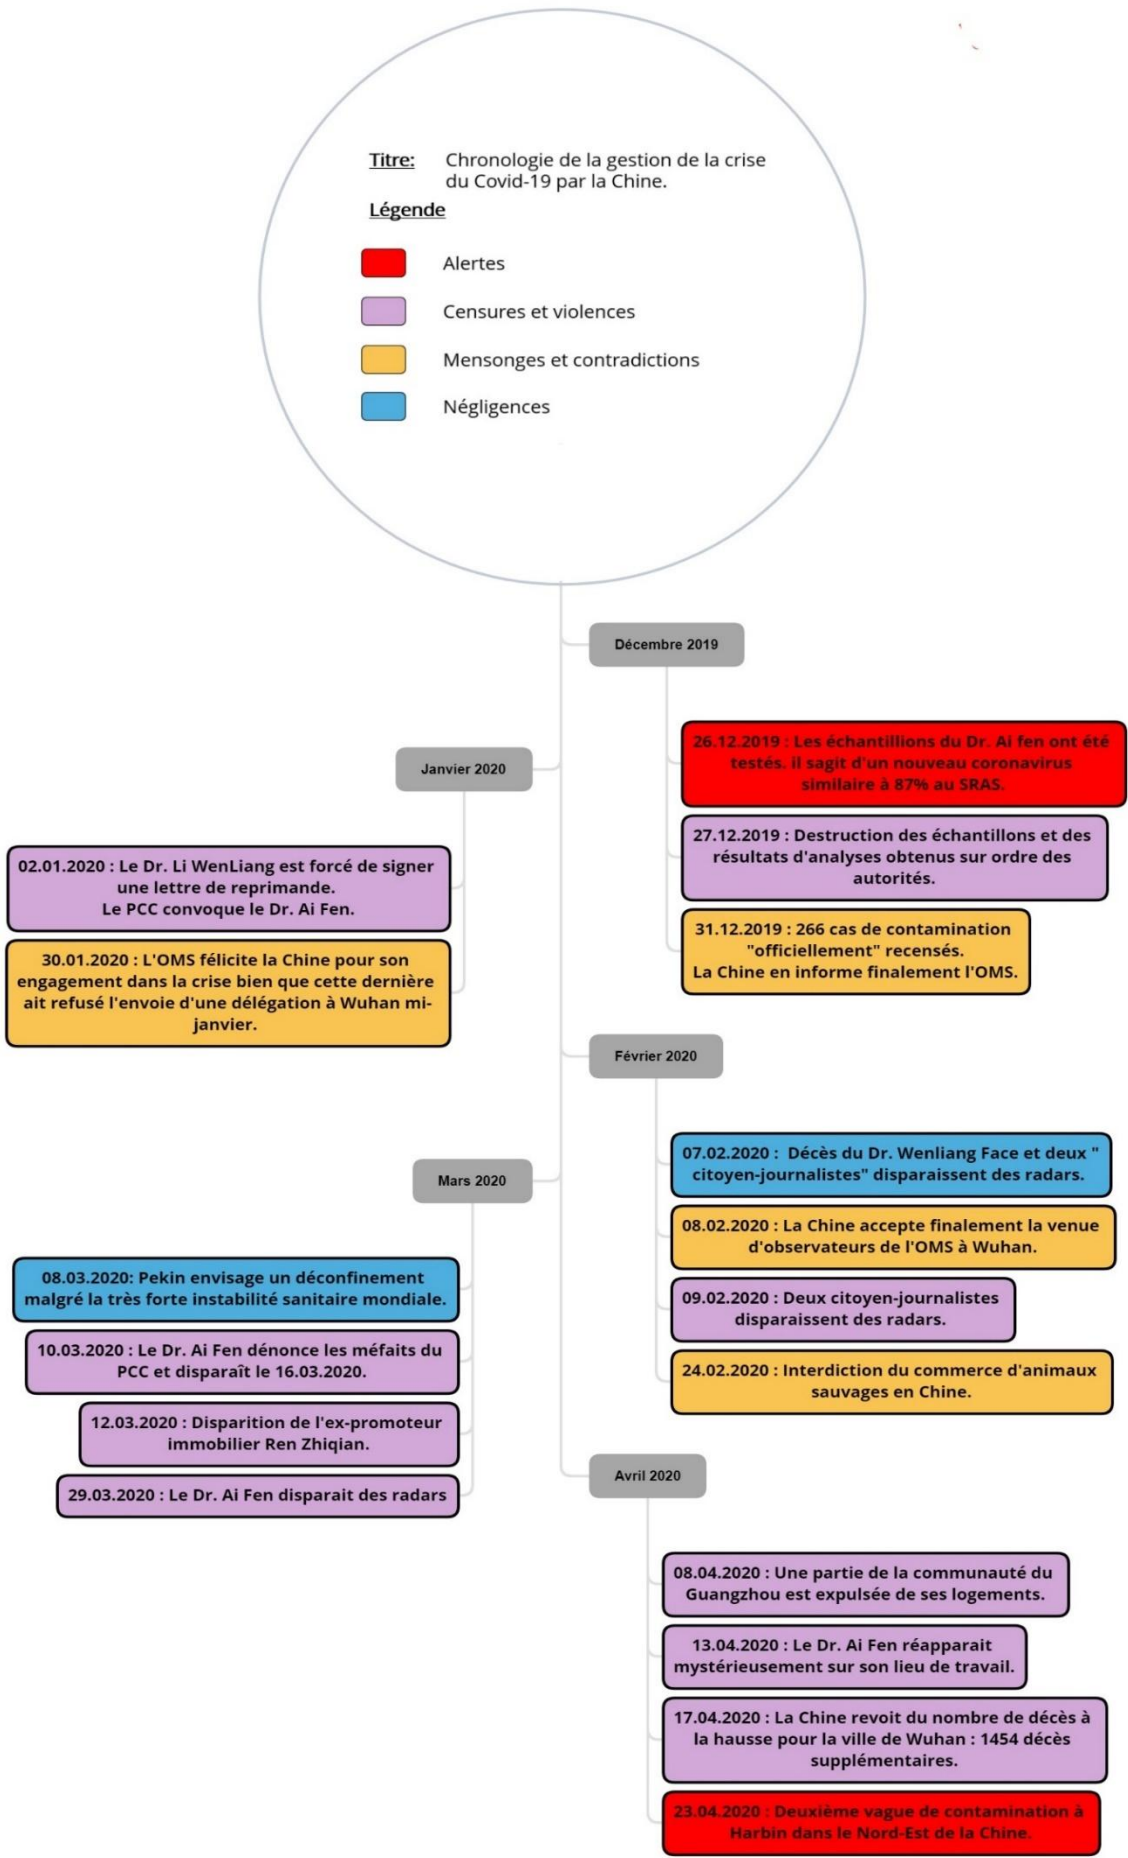 Titre: Chronologie de la gestion de la crise
du Covid-19 par la Chine.
Légende
Alertes
Censures et violences
Mensonges et contradictions
Négligences
Décembre 2019
26.12.2019 : Les échantillions du Dr. Ai fen ont été
testés. il sagit d'un nouveau coronavirus
similaire à 87% au SRAS.
27.12.2019 : Destruction des échantillons et des
résultats d'analyses obtenus sur ordre des
autorités.
31.12.2019 : 266 cas de contamination
"officiellement" recensés.
La Chine en informe finalement l'OMS.
Janvier 2020
02.01.2020 : Le Dr. Li WenLiang est forcé de signer
une lettre de reprimande.
Le PCC convoque le Dr. Ai Fen.
30.01.2020 : L'OMS félicite la Chine pour son
engagement dans la crise bien que cette dernière
ait refusé l'envoie d'une délégation à Wuhan mi-
janvier.
Février 2020
07.02.2020 :  Décès du Dr. Wenliang Face et deux "
citoyen-journalistes" disparaissent des radars.
08.02.2020 : La Chine accepte finalement la venue
d'observateurs de l'OMS à Wuhan.
09.02.2020 : Deux citoyen-journalistes
disparaissent des radars.
24.02.2020 : Interdiction du commerce d'animaux
sauvages en Chine.
Mars 2020
08.03.2020: Pekin envisage un déconfinement
malgré la très forte instabilité sanitaire mondiale.
10.03.2020 : Le Dr. Ai Fen dénonce les méfaits du
PCC et disparaît le 16.03.2020.
12.03.2020 : Disparition de l'ex-promoteur
immobilier Ren Zhiqian.
29.03.2020 : Le Dr. Ai Fen disparait des radars
Avril 2020
08.04.2020 : Une partie de la communauté du
Guangzhou est expulsée de ses logements.
13.04.2020 : Le Dr. Ai Fen réapparait
mystérieusement sur son lieu de travail.
17.04.2020 : La Chine revoit du nombre de décès à
la hausse pour la ville de Wuhan : 1454 décès
supplémentaires.
23.04.2020 : Deuxième vague de contamination à
Harbin dans le Nord-Est de la Chine.